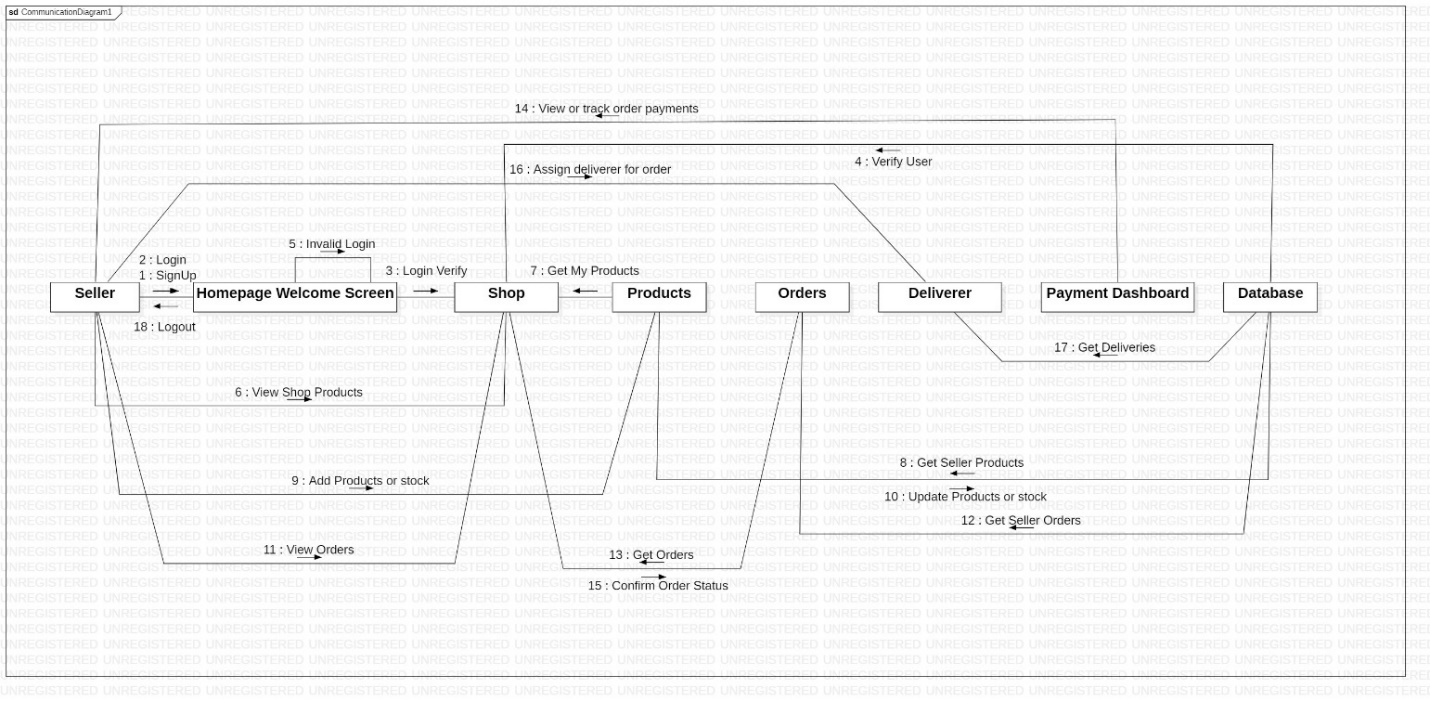 sd CommunicationDiagram1
14 : View or track order payments
4 : Verify User
16 : Assign deliverer for order
5 : Invalid Login
2 : Login
1 : SignUp
3 : Login Verify
7 : Get My Products
Seller
Homepage Welcome Screen
Shop
Products
Orders
Deliverer
Payment Dashboard
Database
18 : Logout
17 : Get Deliveries
6 : View Shop Products
8 : Get Seller Products
9 : Add Products or stock
10 : Update Products or stock
12 : Get Seller Orders
11 : View Orders
13 : Get Orders
15 : Confirm Order Status
UNREGISTERED